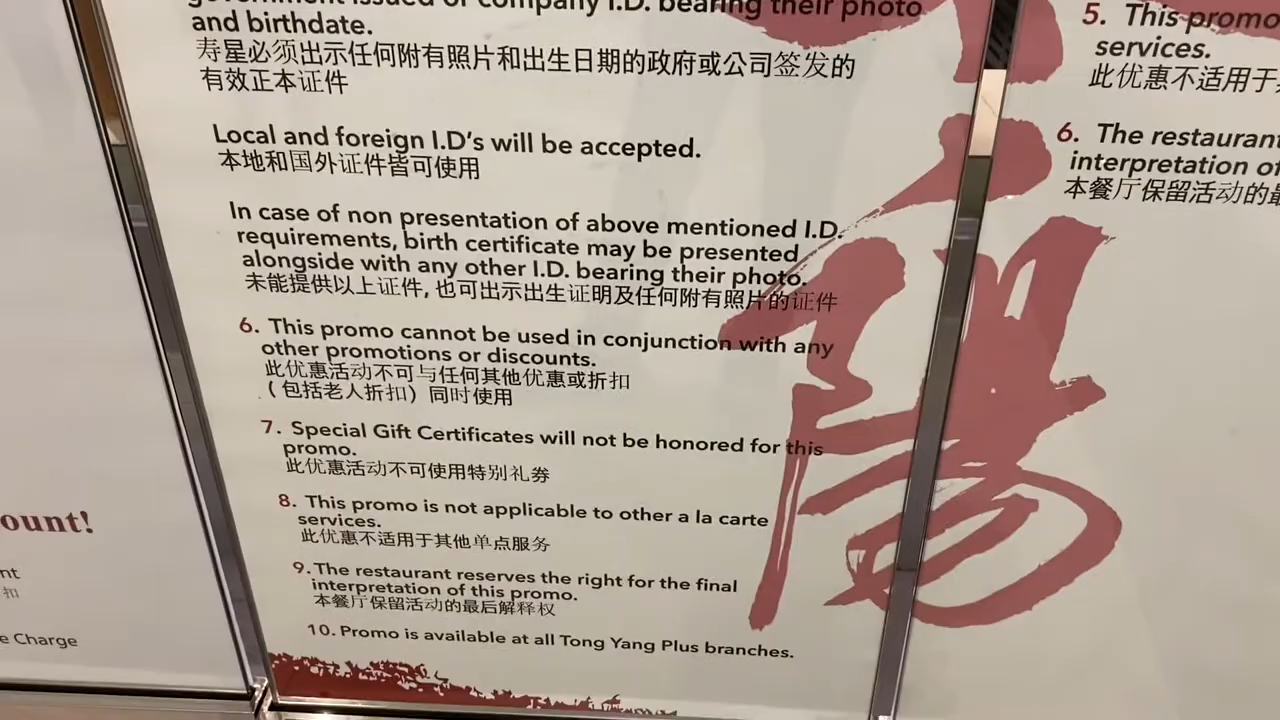 government issued or company I.D. bearing their photo
and birthdate.
寿星必须出示任何附有照片和出生日期的政府或公司签发的
有效正本证件
Local and foreign I.D's will be accepted.
本地和国外证件皆可使用
In case of non presentation of above mentioned I.D.
requirements, birth certificate may be presented
alongside with any other I.D. bearing their photo.
未能提供以上证件, 也可出示出生证明及任何附有照片的证件
6. This promo cannot be used in conjunction with any
other promotions or discounts.
此优惠活动不可与任何其他优惠或折扣
(包括老人折扣) 同时使用
7. Special Gift Certificates will not be honored for this
promo.
此优惠活动不可使用特别礼券
8. This promo is not applicable to other a la carte
services.
此优惠不适用于其他单点服务
9. The restaurant reserves the right for the final
interpretation of this promo.
本餐厅保留活动的最后解释权
10. Promo is available at all Tong Yang Plus branches.
5. This promo
services.
此优惠不适用于
6. The restaurant
interpretation of
本餐厅保留活动的最
陽
ount!
nt
扣
e Charge